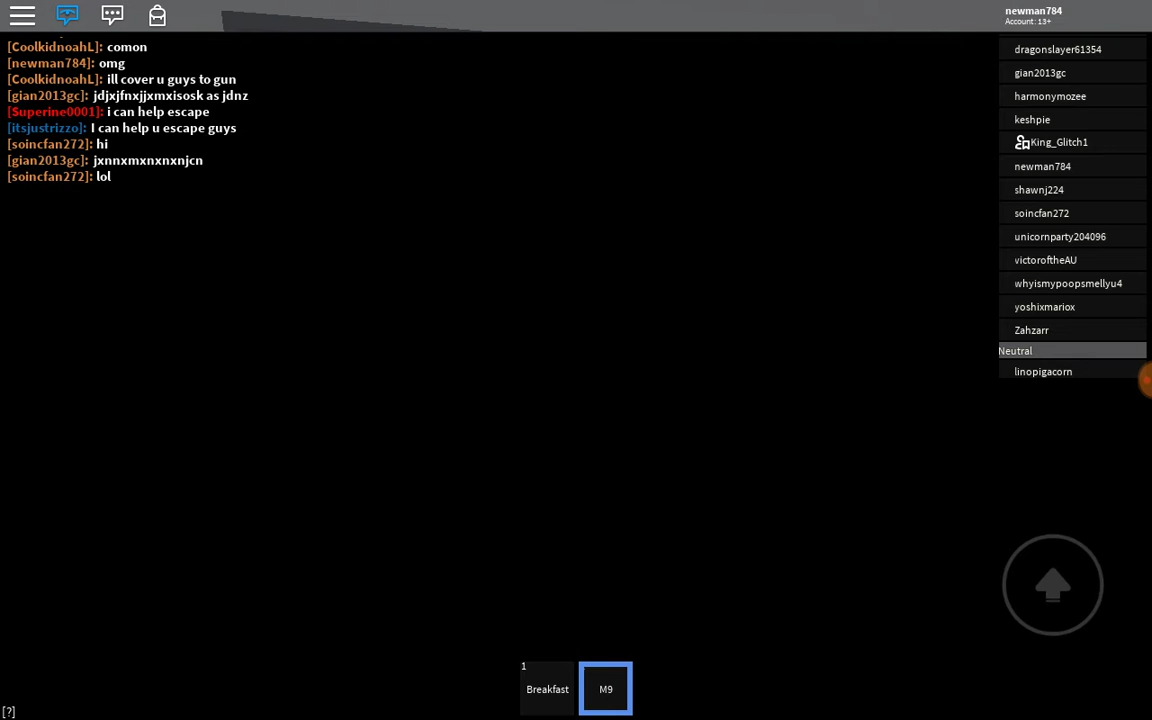 newman784
Account: 13+
[CoolkidnoahL]: comon
[newman784]: omg
[CoolkidnoahL]: ill cover u guys to gun
[gian2013gc]: jdjxjfnxjjxmxisosk as jdnz
[Superine0001]: i can help escape
[itsjustrizzo]: I can help u escape guys
[soincfan272]: hi
[gian2013gc]: jxnnxmxnxnxnjcn
[soincfan272]: lol
dragonslayer61354
gian2013gc
harmonymozee
keshpie
King_Glitch1
newman784
shawnj224
soincfan272
unicornparty204096
victoroftheAU
whyismypoopsmellyu4
yoshixmariox
Zahzarr
Neutral
linopigacorn
1
Breakfast
M9
[?]